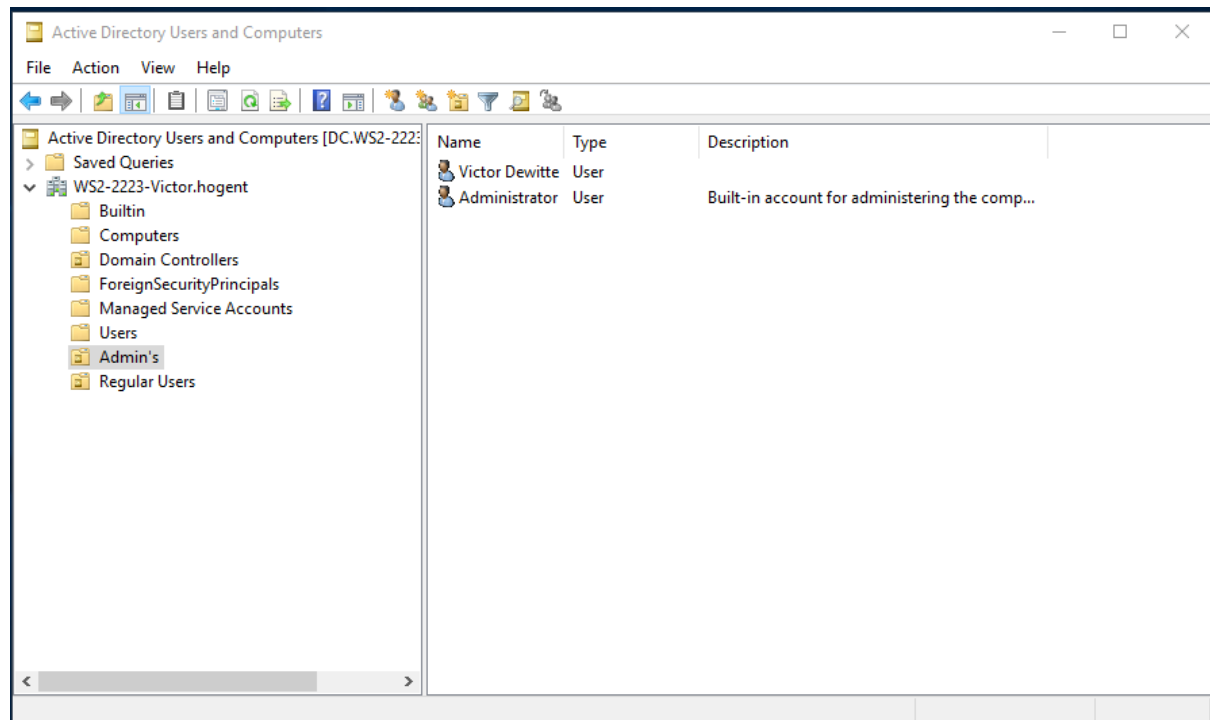 Active Directory Users and Computers
File Action View Help
Active Directory Users and Computers [DC.WS2-222
Saved Queries
WS2-2223-Victor.hogent
Builtin
Computers
Domain Controllers
ForeignSecurityPrincipals
Managed Service Accounts
Users
Admin's
Regular Users
Name Type Description
Victor Dewitte User
Administrator User Built-in account for administering the comp...